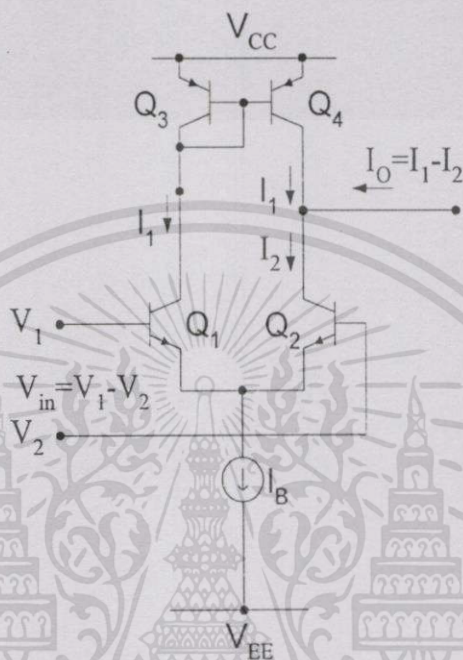 V_CC
Q_3
Q_4
I_O=I_1-I_2
I_1
I_1
I_2
V_1
Q_1
Q_2
V_in=V_1-V_2
V_2
I_B
V_EE